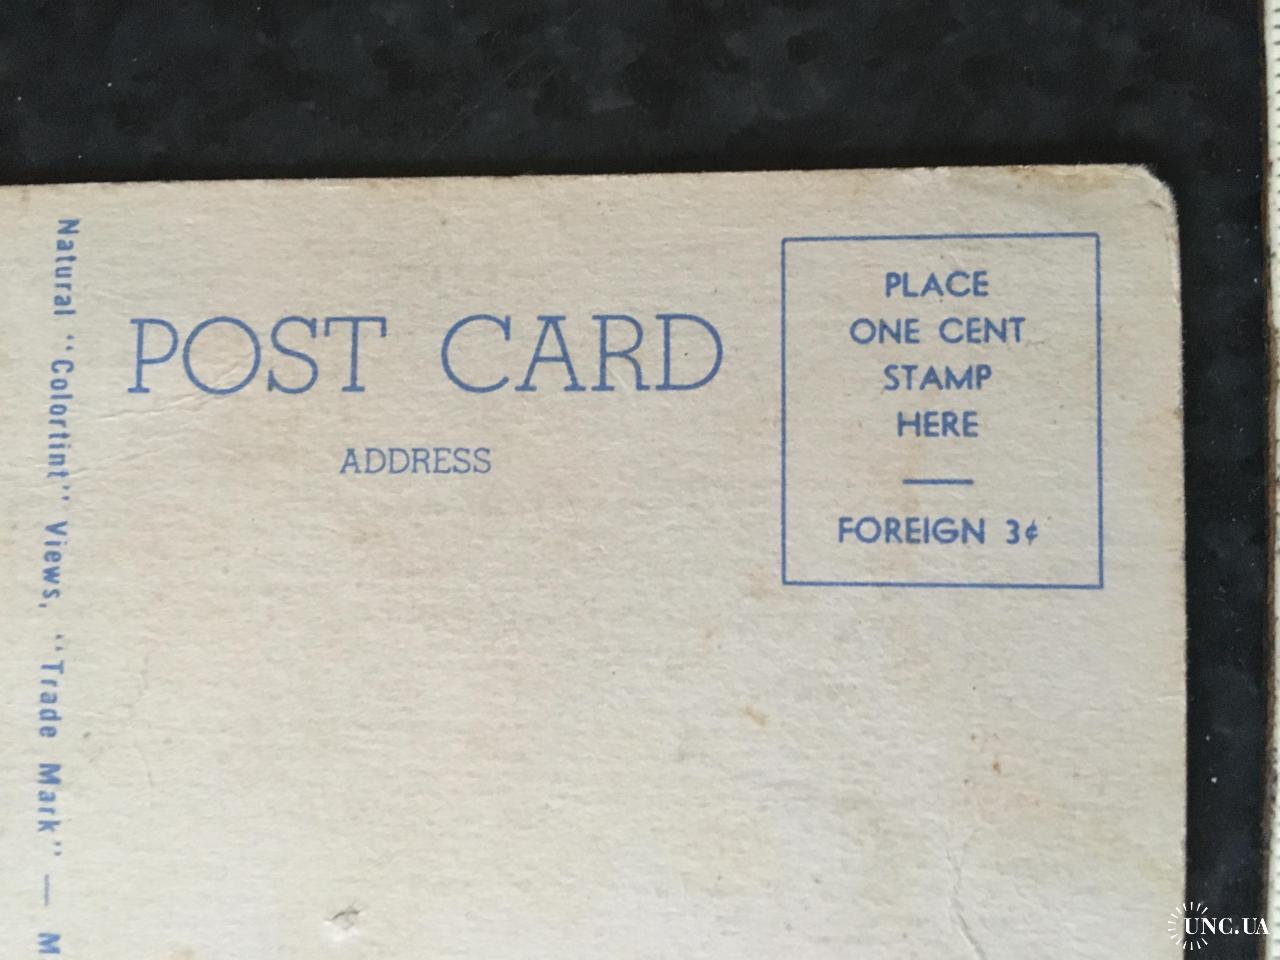 Natural "Colortint" Views, "Trade Mark" — M
POST CARD
ADDRESS
PLACE
ONE CENT
STAMP
HERE
FOREIGN 3¢
UNC.UA